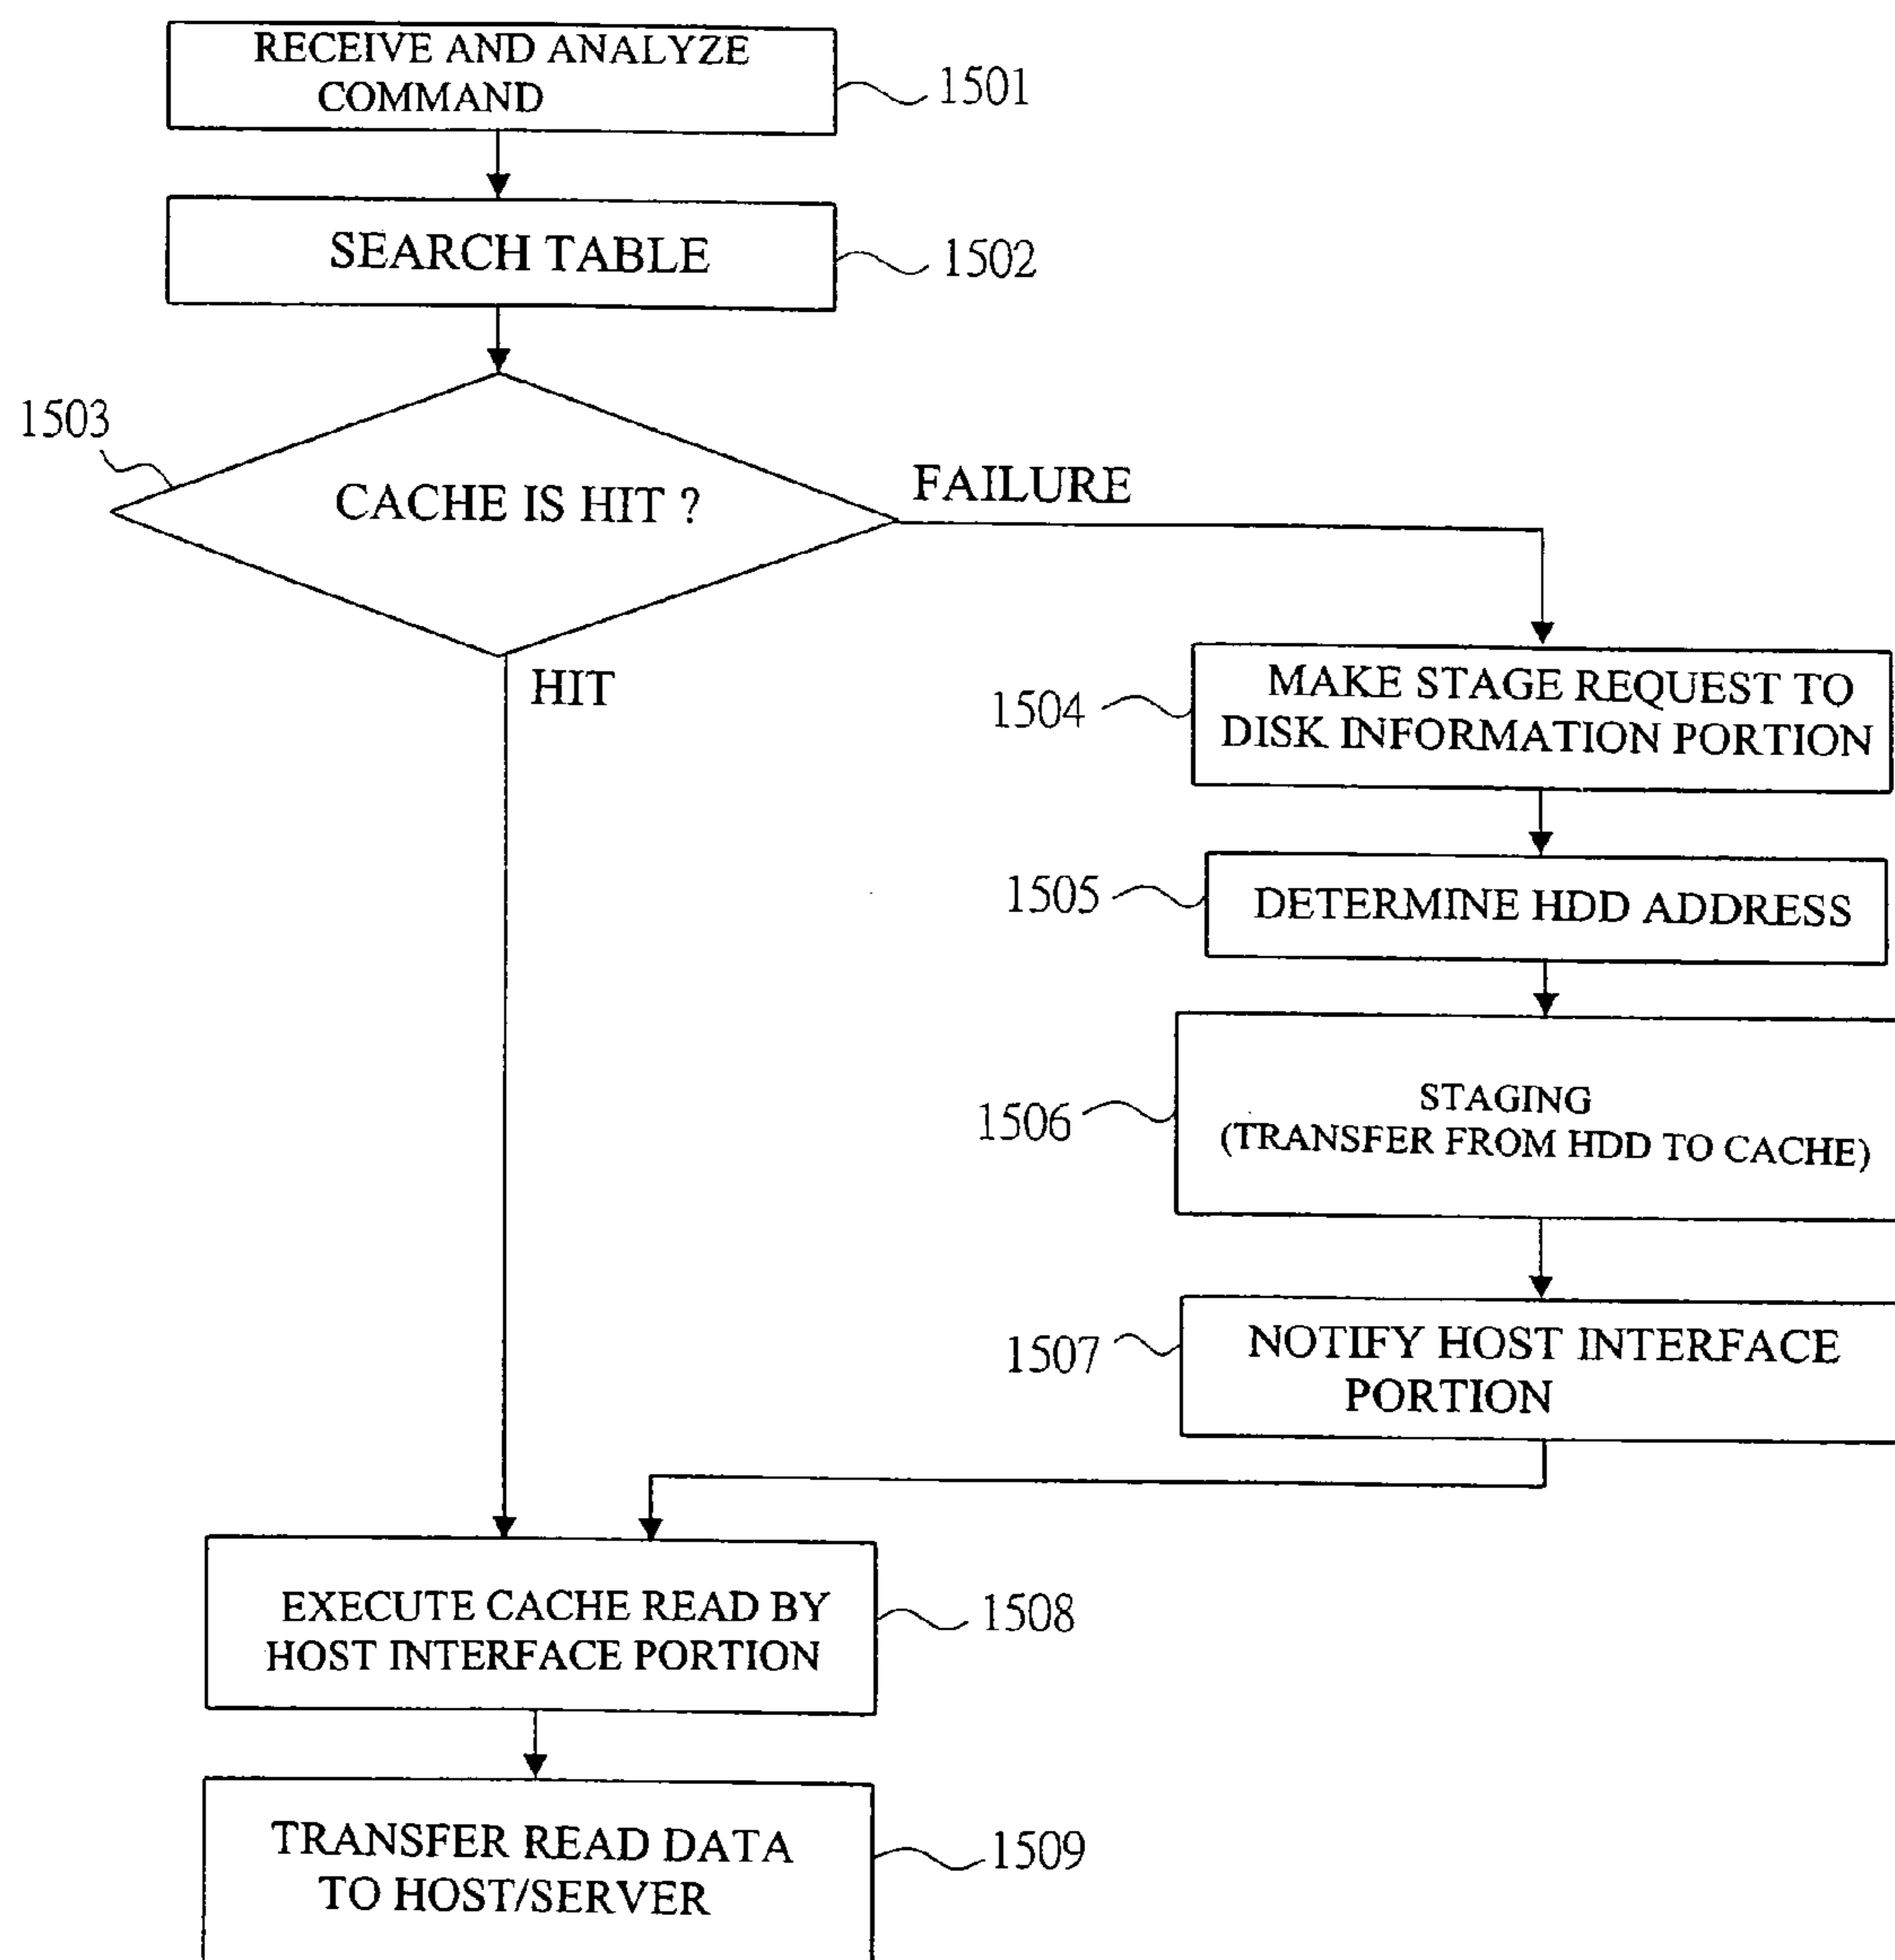 RECEIVE AND ANALYZE
COMMAND
1501
SEARCH TABLE
1502
1503
CACHE IS HIT ?
FAILURE
HIT
1504
MAKE STAGE REQUEST TO
DISK INFORMATION PORTION
1505
DETERMINE HDD ADDRESS
1506
STAGING
(TRANSFER FROM HDD TO CACHE)
1507
NOTIFY HOST INTERFACE
PORTION
EXECUTE CACHE READ BY
HOST INTERFACE PORTION
1508
TRANSFER READ DATA
TO HOST/SERVER
1509